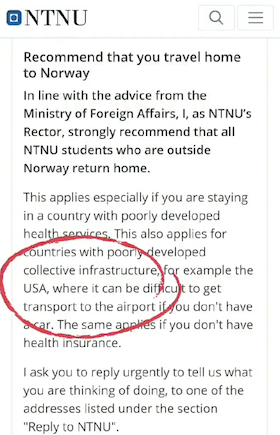 NTNU
Recommend that you travel home
to Norway
In line with the advice from the
Ministry of Foreign Affairs, I, as NTNU's
Rector, strongly recommend that all
NTNU students who are outside
Norway return home.
This applies especially if you are staying
in a country with poorly developed
health services. This also applies for
countries with poorly developed
collective infrastructure, for example the
USA, where it can be difficult to get
transport to the airport if you don't have
a car. The same applies if you don't have
health insurance.
I ask you to reply urgently to tell us what
you are thinking of doing, to one of the
addresses listed under the section
"Reply to NTNU".